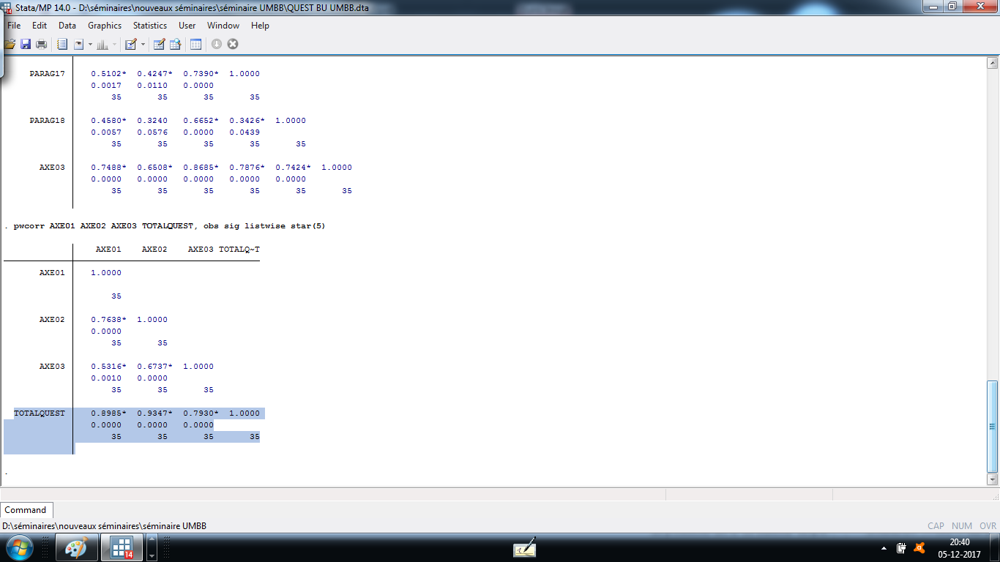 Stata/MP 14.0 - D:\séminaires\nouveaux séminaires\séminaire UMBB\QUEST BU UMBB.dta
File Edit Data Graphics Statistics User Window Help
PARAG17 0.5102* 0.4247* 0.7390* 1.0000
0.0017 0.0110 0.0000
35 35 35 35
PARAG18 0.4580* 0.3240 0.6652* 0.3426* 1.0000
0.0057 0.0576 0.0000 0.0439
35 35 35 35 35
AXE03 0.7488* 0.6508* 0.8685* 0.7876* 0.7424* 1.0000
0.0000 0.0000 0.0000 0.0000 0.0000
35 35 35 35 35 35
. pwcorr AXE01 AXE02 AXE03 TOTALQUEST, obs sig listwise star(5)
AXE01 AXE02 AXE03 TOTALQ~T
AXE01 1.0000
35
AXE02 0.7638* 1.0000
0.0000
35 35
AXE03 0.5316* 0.6737* 1.0000
0.0010 0.0000
35 35 35
TOTALQUEST 0.8985* 0.9347* 0.7930* 1.0000
0.0000 0.0000 0.0000
35 35 35 35
.
Command
D:\séminaires\nouveaux séminaires\séminaire UMBB
CAP NUM OVR
14
20:40
05-12-2017